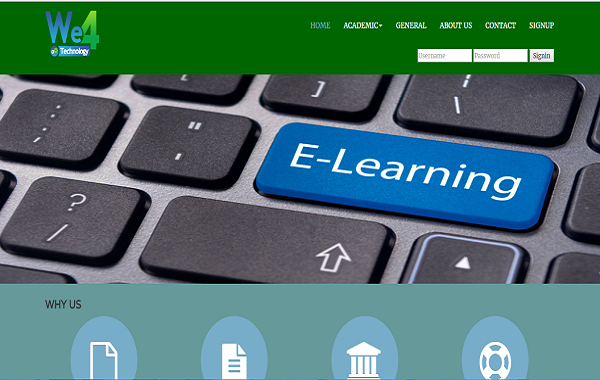 We4
Technology
HOME ACADEMIC GENERAL ABOUT US CONTACT SIGNUP
Username Password Signin
E-Learning
? /
" '
: ;
}
]
| \
WHY US